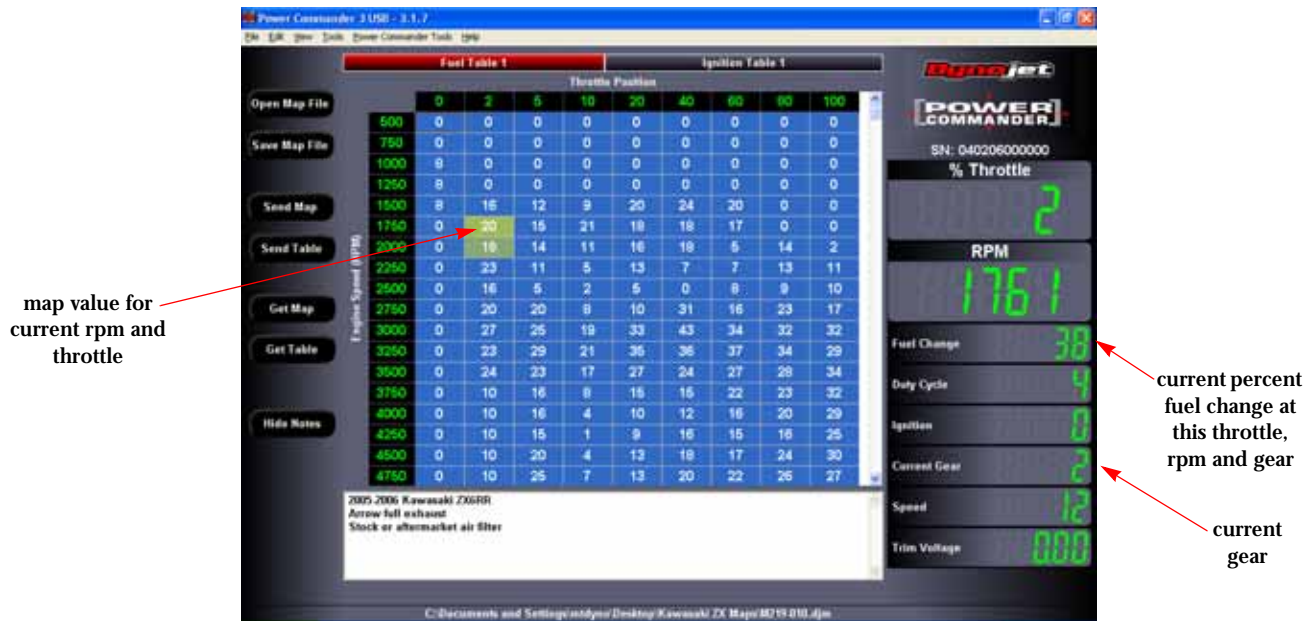 Power Commander 3 USB - 3.1.7
File Edit View Tools Power Commander Tools Help
Fuel Table 1 Ignition Table 1
Throttle Position
Open Map File
Save Map File
Send Map
Send Table
Get Map
Get Table
Hide Notes
Engine Speed (RPM)
0 2 5 10 20 40 60 80 100
500 0 0 0 0 0 0 0 0 0
750 0 0 0 0 0 0 0 0 0
1000 8 0 0 0 0 0 0 0 0
1250 8 0 0 0 0 0 0 0 0
1500 8 16 12 9 20 24 20 0 0
1750 0 20 15 21 18 18 17 0 0
2000 0 18 14 11 16 18 5 14 2
2250 0 23 11 5 13 7 7 13 11
2500 0 16 5 2 5 0 8 9 10
2750 0 20 20 8 10 31 16 23 17
3000 0 27 25 19 33 43 34 32 32
3250 0 23 29 21 35 36 37 34 29
3500 0 24 23 17 27 24 27 28 34
3750 0 10 16 8 15 15 22 23 32
4000 0 10 16 4 10 12 16 20 29
4250 0 10 15 1 9 16 15 16 25
4500 0 10 20 4 13 18 17 24 30
4750 0 10 25 7 13 20 22 26 27
2005-2006 Kawasaki ZX6RR
Arrow full exhaust
Stock or aftermarket air filter
Dynojet
POWER
COMMANDER
SN: 040206000000
% Throttle
2
RPM
1761
Fuel Change 38
Duty Cycle 4
Ignition 0
Current Gear 2
Speed 12
Trim Voltage 0.00
C:\Documents and Settings\mtdyno\Desktop\Kawasaki ZX Maps\M219-010.djm
map value for
current rpm and
throttle
current percent
fuel change at
this throttle,
rpm and gear
current
gear